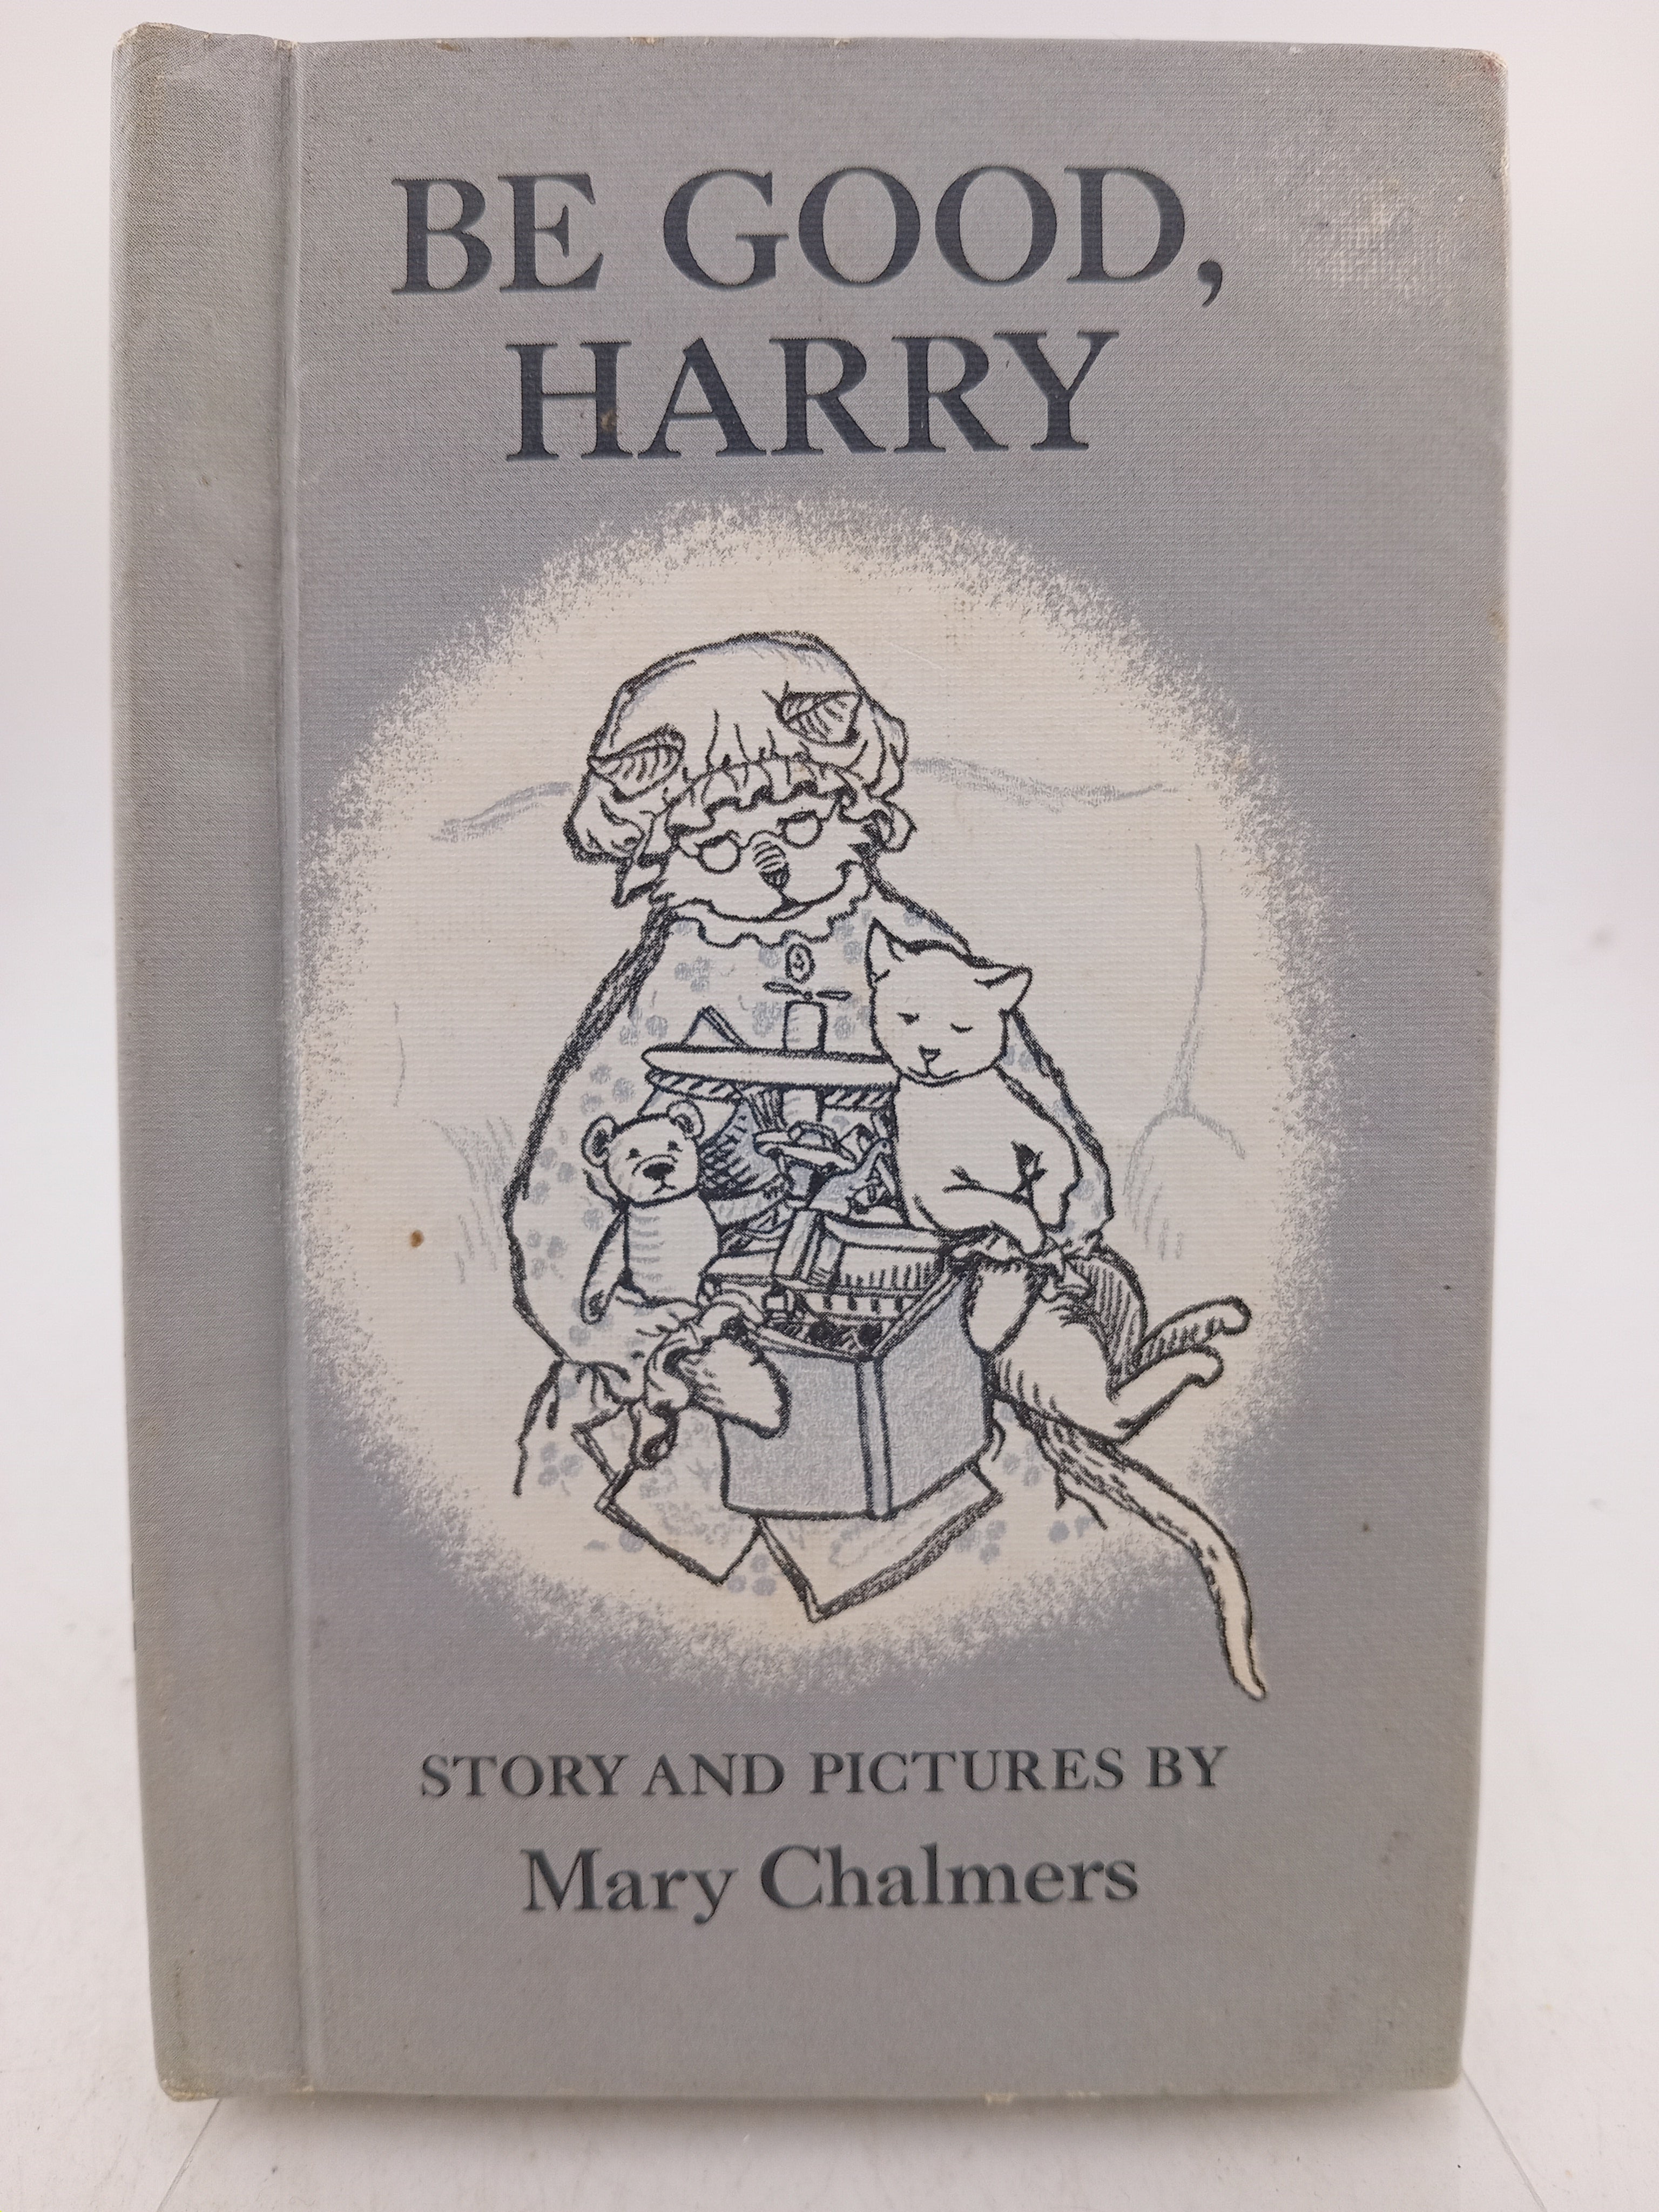 BE GOOD,
HARRY
STORY AND PICTURES BY
Mary Chalmers